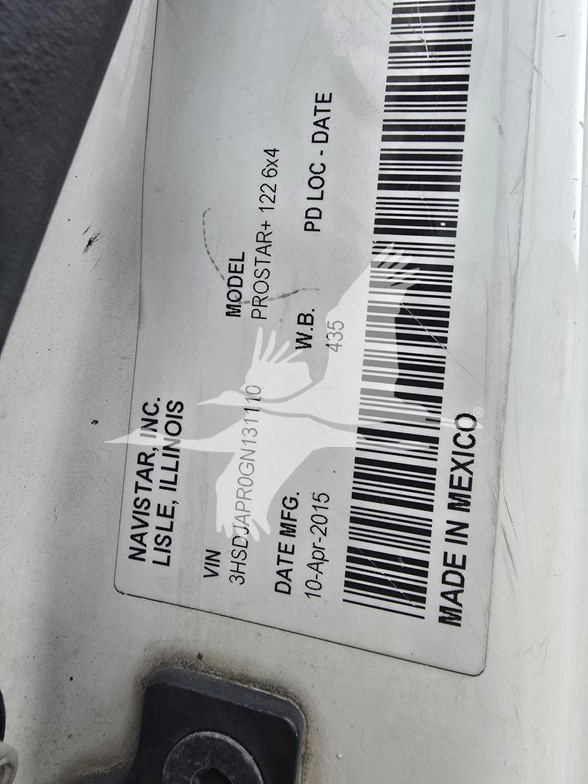 NAVISTAR, INC.
LISLE, ILLINOIS
VIN
3HSDJAPR0GN131110
MODEL
PROSTAR+ 122 6x4
DATE MFG.
10-Apr-2015
W.B.
435
PD LOC - DATE
MADE IN MEXICO
®